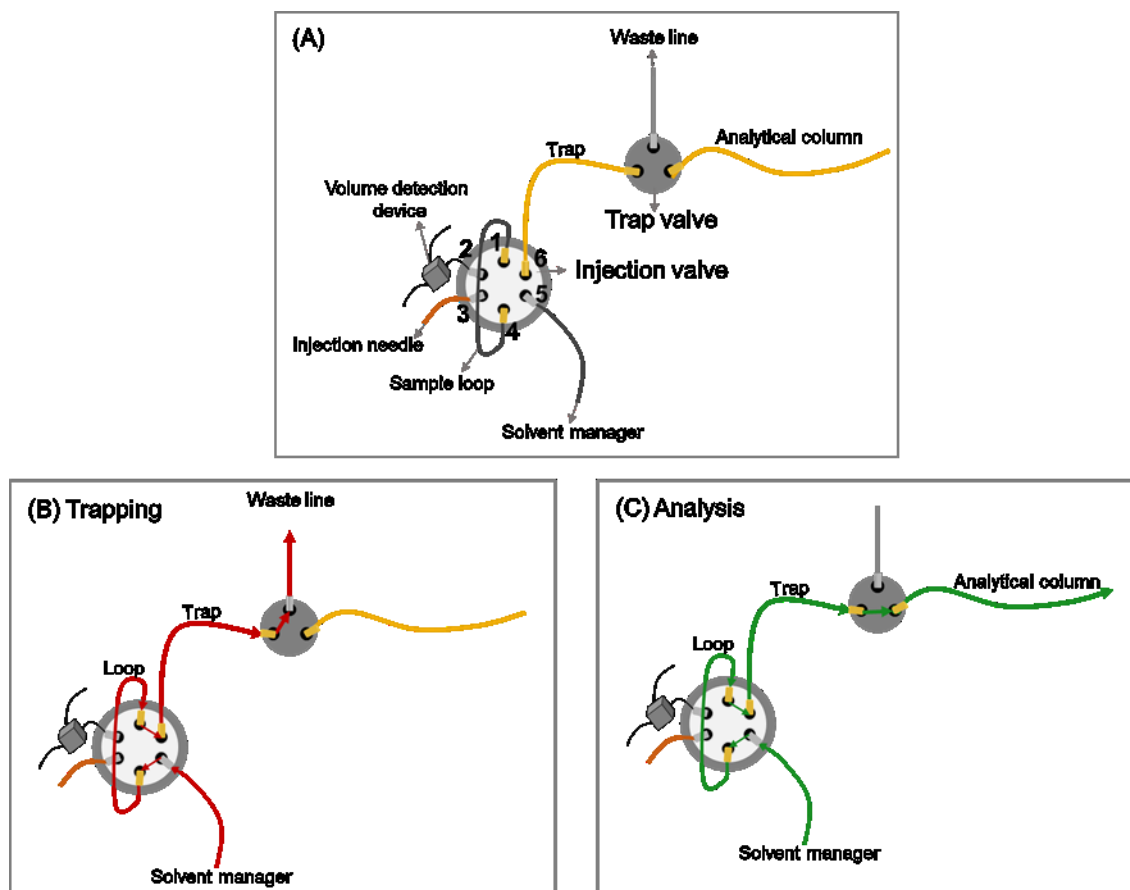 (A)
Waste line
Analytical column
Trap
Volume detection
device
Trap valve
1
2
6
Injection valve
5
3
4
Injection needle
Sample loop
Solvent manager
(B) Trapping
Waste line
Trap
Loop
Solvent manager
(C) Analysis
Analytical column
Trap
Loop
Solvent manager